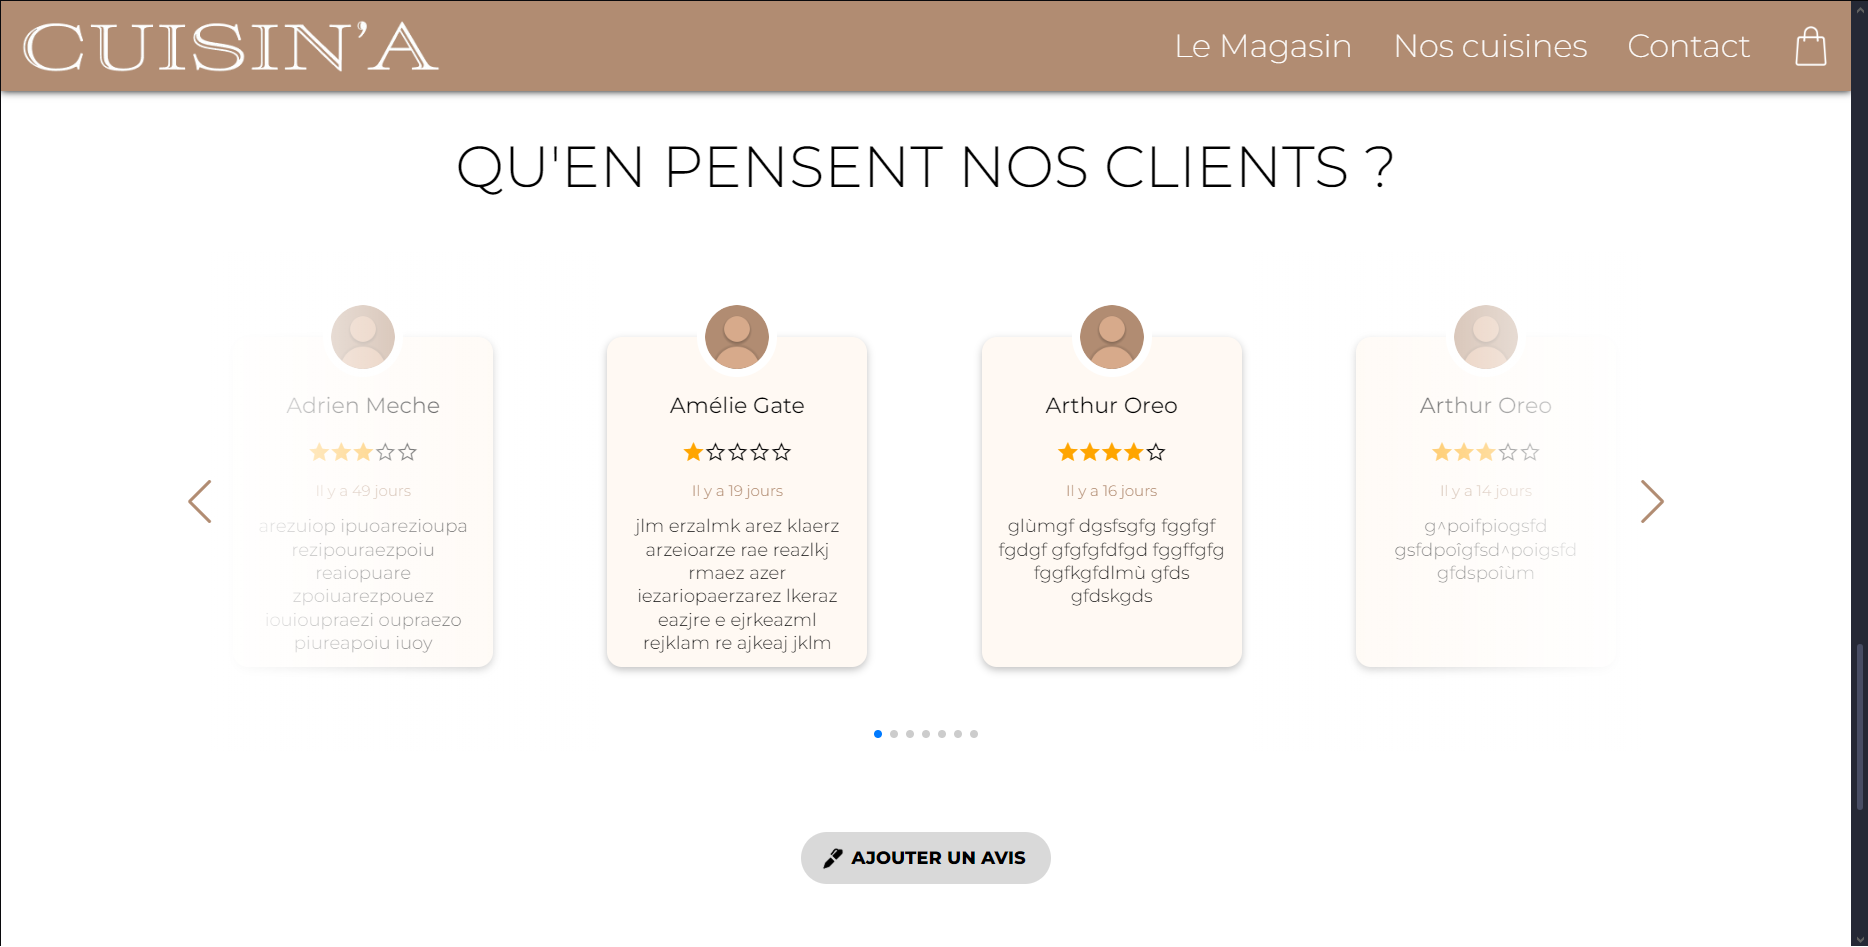 CUISIN'A
Le Magasin
Nos cuisines
Contact
QU'EN PENSENT NOS CLIENTS ?
Adrien Meche
Il y a 49 jours
arezuiop ipuoarezioupa
rezipouraezpoiu
reaiopuare
zpoiuarezpouez
iouioupraezi oupraezo
piureapoiu iuoy
Amélie Gate
Il y a 19 jours
jlm erzalmk arez klaerz
arzeioarze rae reazlkj
rmaez azer
iezariopaerzarez lkeraz
eazjre e ejrkeazml
rejklam re ajkeaj jklm
Arthur Oreo
Il y a 16 jours
glùmgf dgsfsgfg fggfgf
fgdgf gfgfgfdfgd fggffgfg
fggfkgfdlmù gfds
gfdskgds
Arthur Oreo
Il y a 14 jours
g^poifpiogsfd
gsfdpoîgfsd^poigsfd
gfdspoîùm
AJOUTER UN AVIS